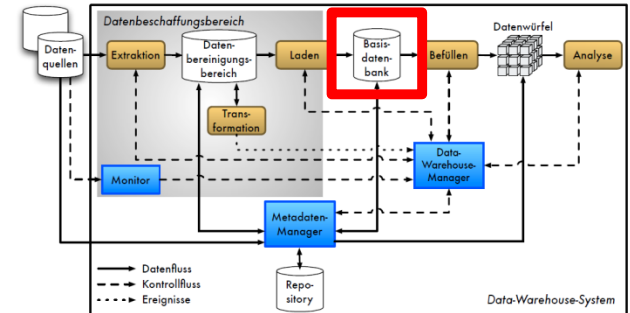 Datenbeschaffungsbereich
Daten-
quellen
Extraktion
Daten-
bereinigungs-
bereich
Laden
Basis-
daten-
bank
Befüllen
Datenwürfel
Analyse
Trans-
formation
Monitor
Data-
Warehouse-
Manager
Metadaten-
Manager
Datenfluss
Kontrollfluss
Ereignisse
Repo-
sitory
Data-Warehouse-System